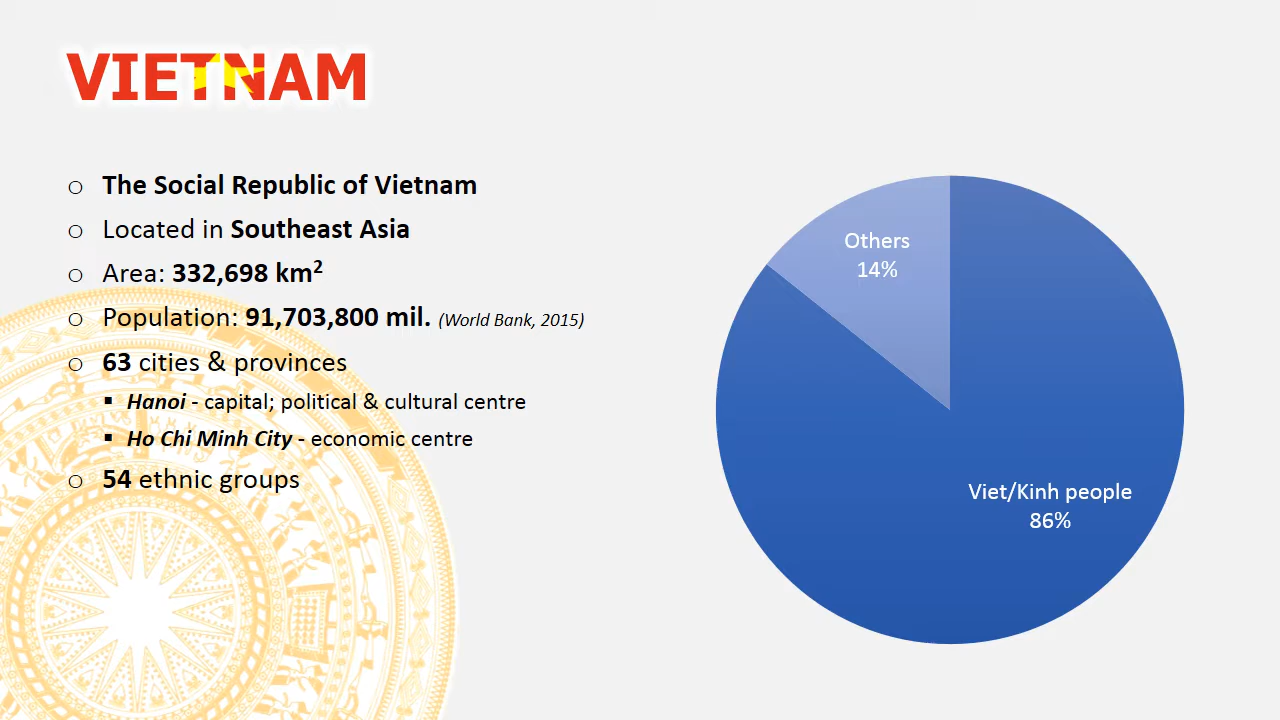 VIETNAM
○ The Social Republic of Vietnam
○ Located in Southeast Asia
○ Area: 332,698 km²
○ Population: 91,703,800 mil. (World Bank, 2015)
○ 63 cities & provinces
▪ Hanoi - capital; political & cultural centre
▪ Ho Chi Minh City - economic centre
○ 54 ethnic groups
Others
14%
Viet/Kinh people
86%